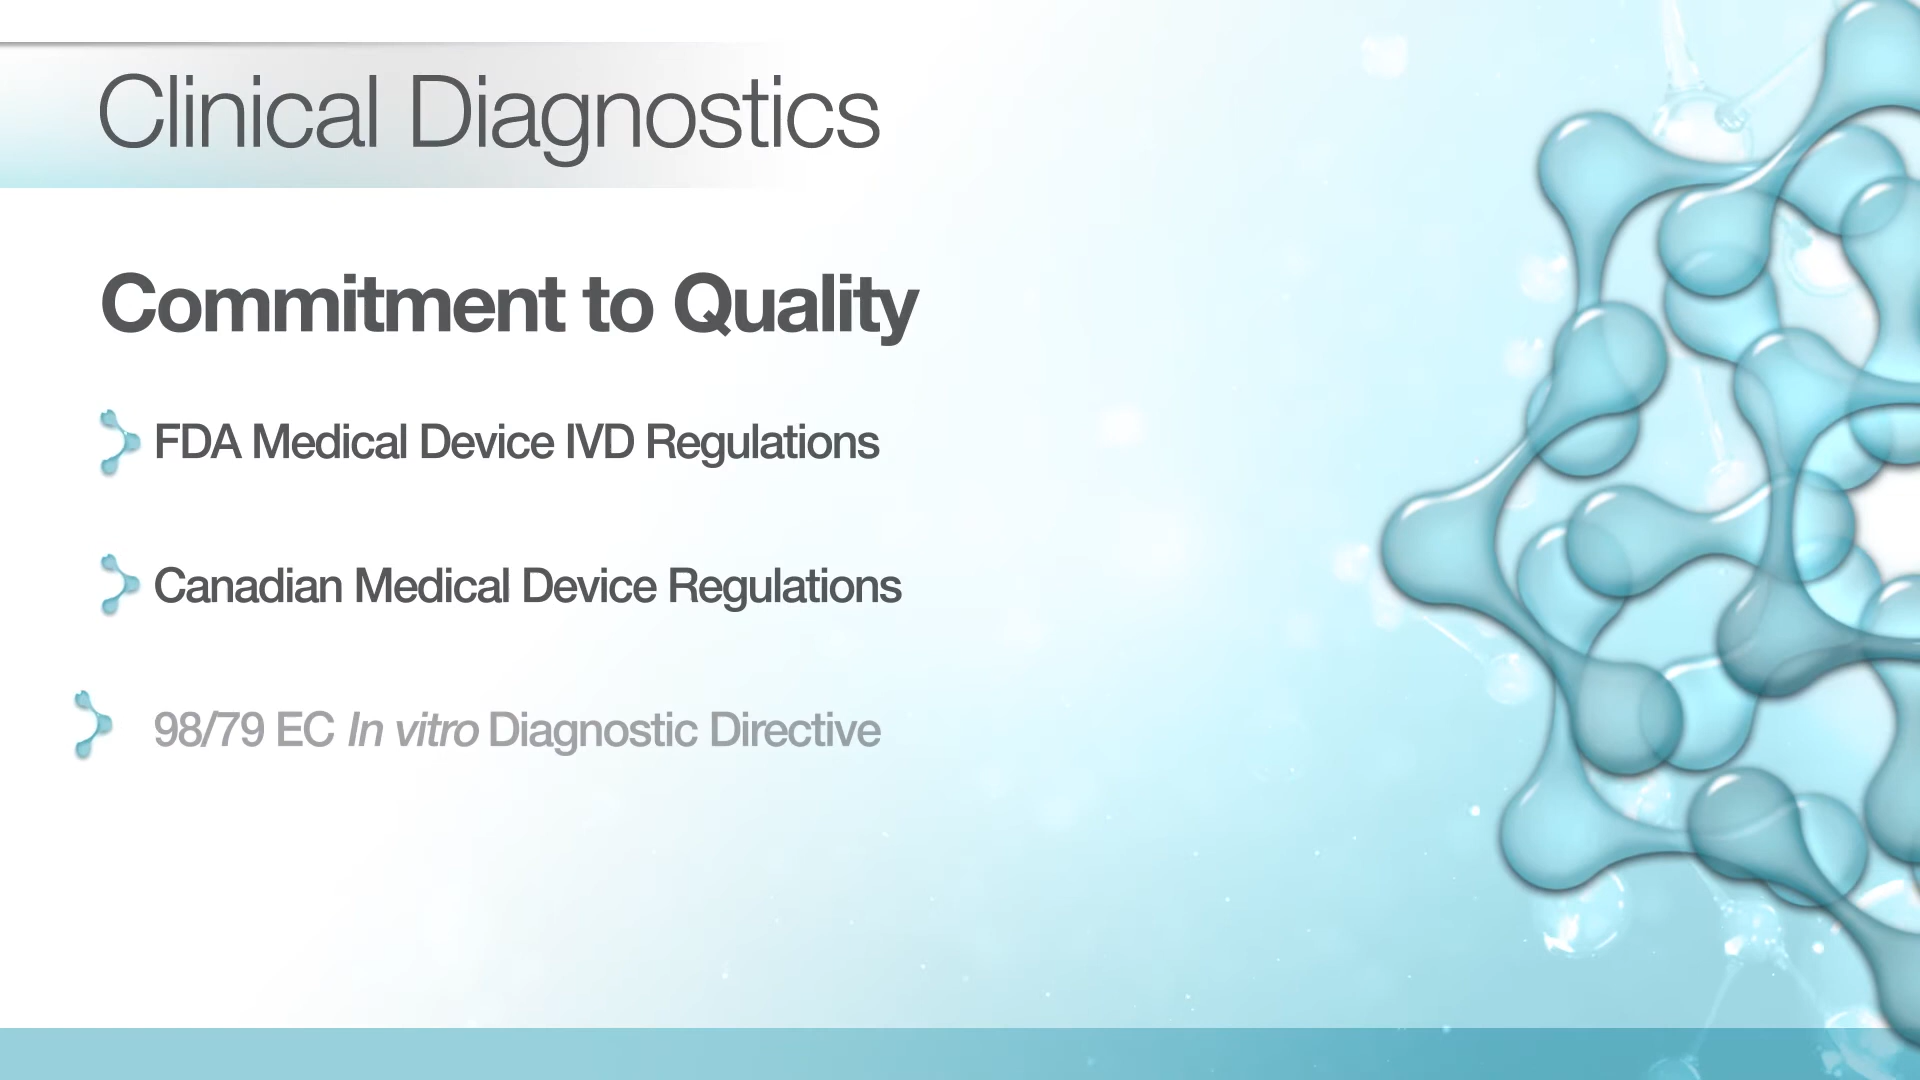 Clinical Diagnostics
Commitment to Quality
FDA Medical Device IVD Regulations
Canadian Medical Device Regulations
98/79 EC In vitro Diagnostic Directive